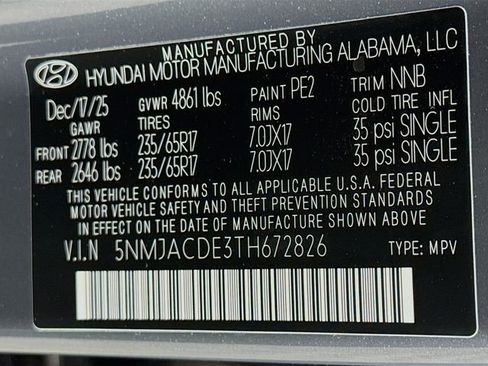 MANUFACTURED BY
HYUNDAI MOTOR MANUFACTURING ALABAMA, LLC
Dec/17/25 GVWR 4861 lbs PAINT PE2 TRIM NNB
GAWR TIRES RIMS COLD TIRE INFL
FRONT 2778 lbs 235/65R17 7.0JX17 35 psi SINGLE
REAR 2646 lbs 235/65R17 7.0JX17 35 psi SINGLE
THIS VEHICLE CONFORMS TO ALL APPLICABLE U.S.A. FEDERAL
MOTOR VEHICLE SAFETY AND THEFT PREVENTION STANDARDS
IN EFFECT ON THE DATE OF MANUFACTURE SHOWN ABOVE.
V.I.N 5NMJACDE3TH672826 TYPE: MPV